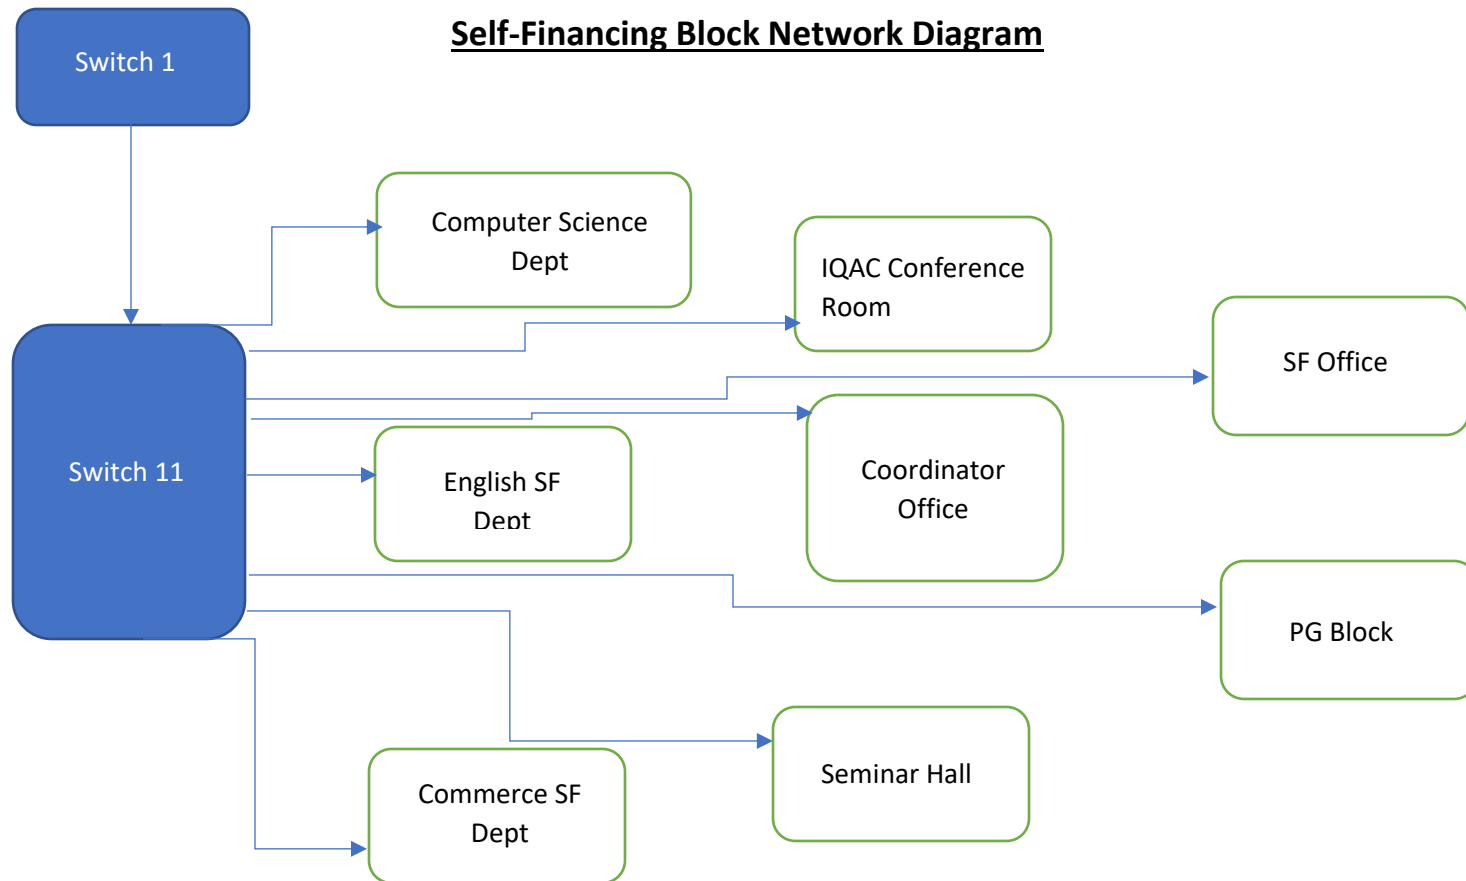 Self-Financing Block Network Diagram
Switch 1
Computer Science
Dept
IQAC Conference
Room
SF Office
Switch 11
English SF
Dept
Coordinator
Office
PG Block
Seminar Hall
Commerce SF
Dept